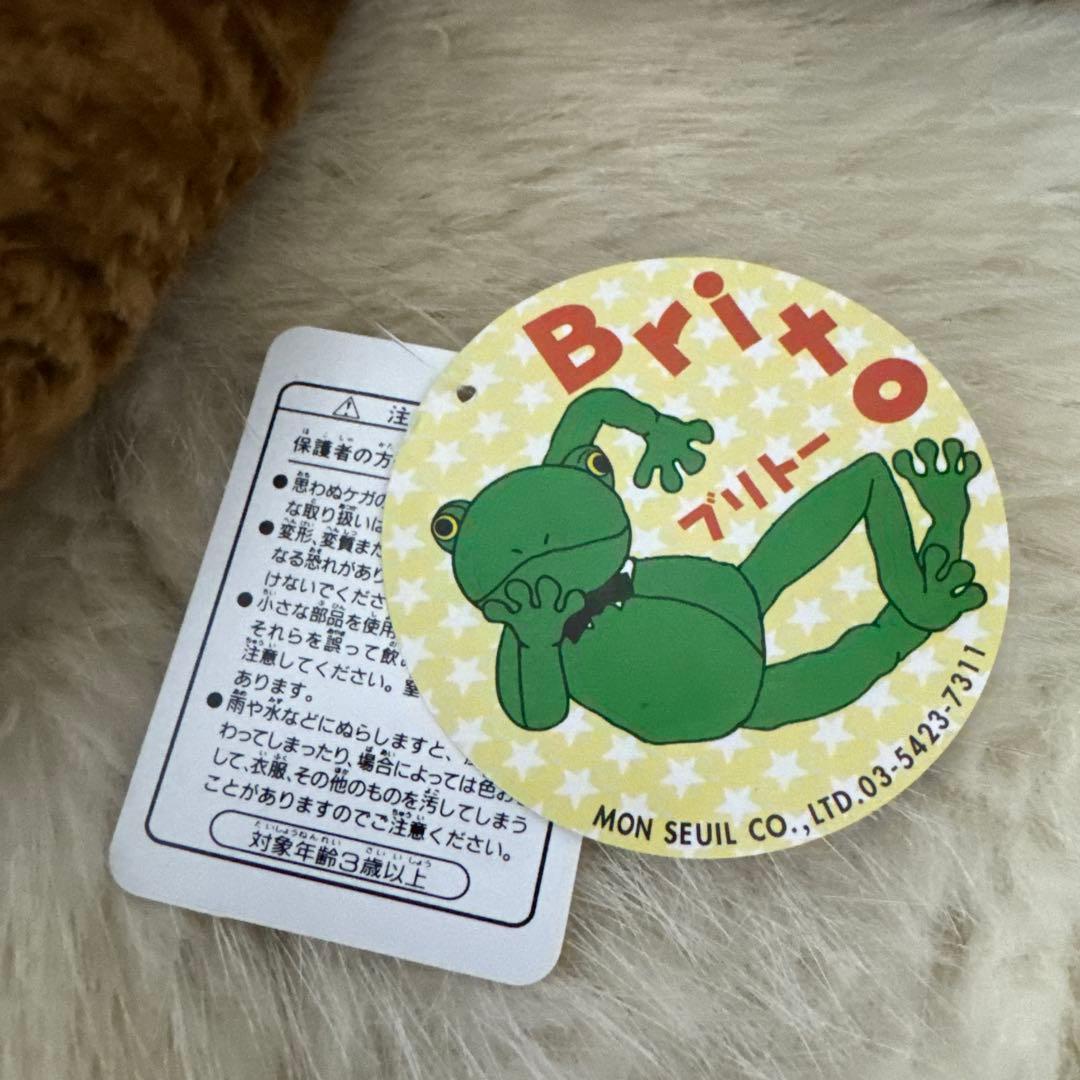 Brito
ブリトー
MON SEUIL CO.,LTD.03-5423-7311
⚠ 注
保護者の方
●思わぬケガの
な取り扱いは
●変形、変質また
なる恐れがあり
けないでくださ
●小さな部品を使用
それらを誤って飲
注意してください。
あります。
●雨や水などにぬらしますと、
わってしまったり、場合によっては色お
して、衣服、その他のものを汚してしまう
ことがありますのでご注意ください。
対象年齢3歳以上